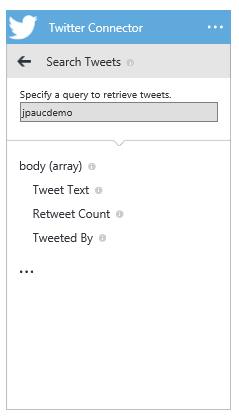 Twitter Connector ...
Search Tweets
Specify a query to retrieve tweets.
jpaucdemo
body (array)
Tweet Text
Retweet Count
Tweeted By
...